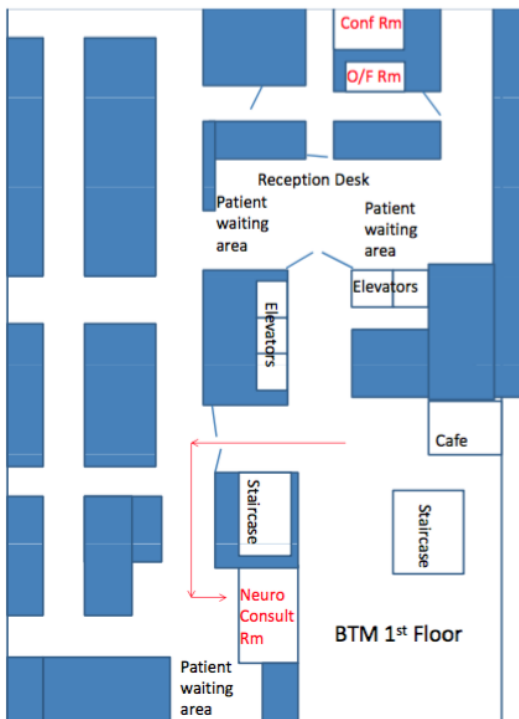 Conf Rm
O/F Rm
Reception Desk
Patient
waiting
area
Patient
waiting
area
Elevators
Elevators
Cafe
Staircase
Staircase
Neuro
Consult
Rm
BTM 1st Floor
Patient
waiting
area